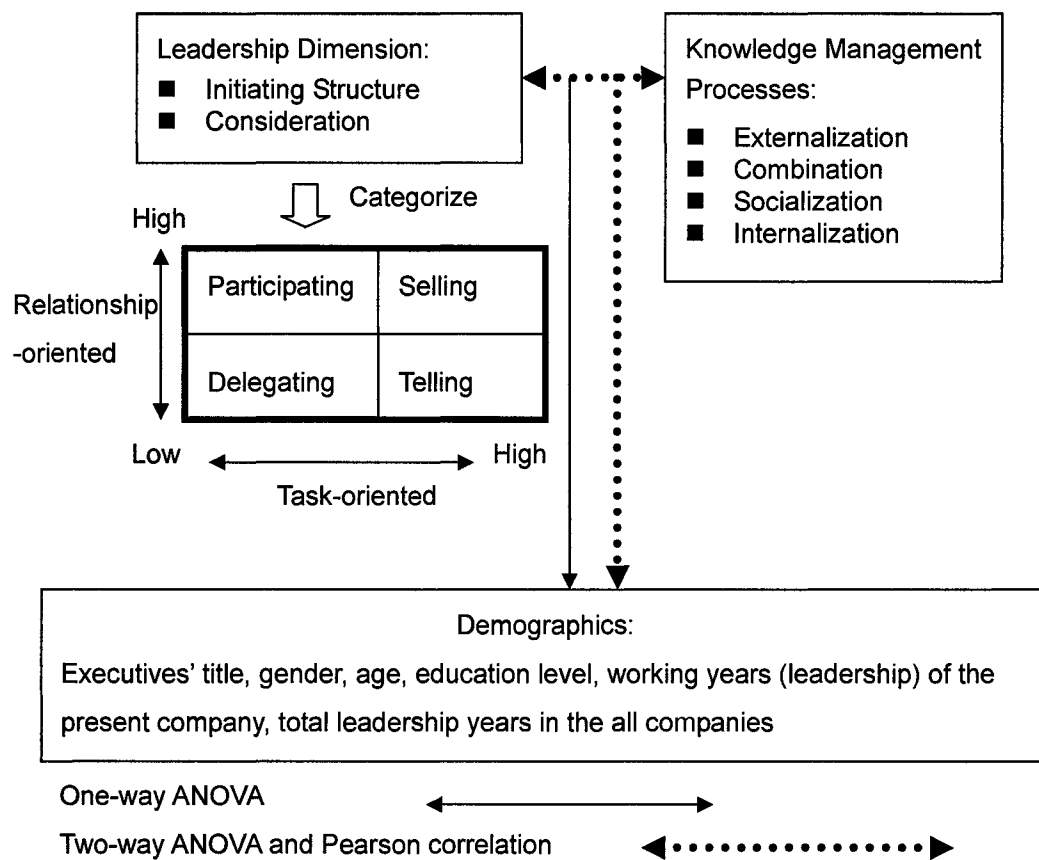 Leadership Dimension:
■ Initiating Structure
■ Consideration
Knowledge Management
Processes:
■ Externalization
■ Combination
■ Socialization
■ Internalization
Categorize
High
Relationship
-oriented
Participating
Selling
Delegating
Telling
Low
High
Task-oriented
Demographics:
Executives’ title, gender, age, education level, working years (leadership) of the
present company, total leadership years in the all companies
One-way ANOVA
Two-way ANOVA and Pearson correlation